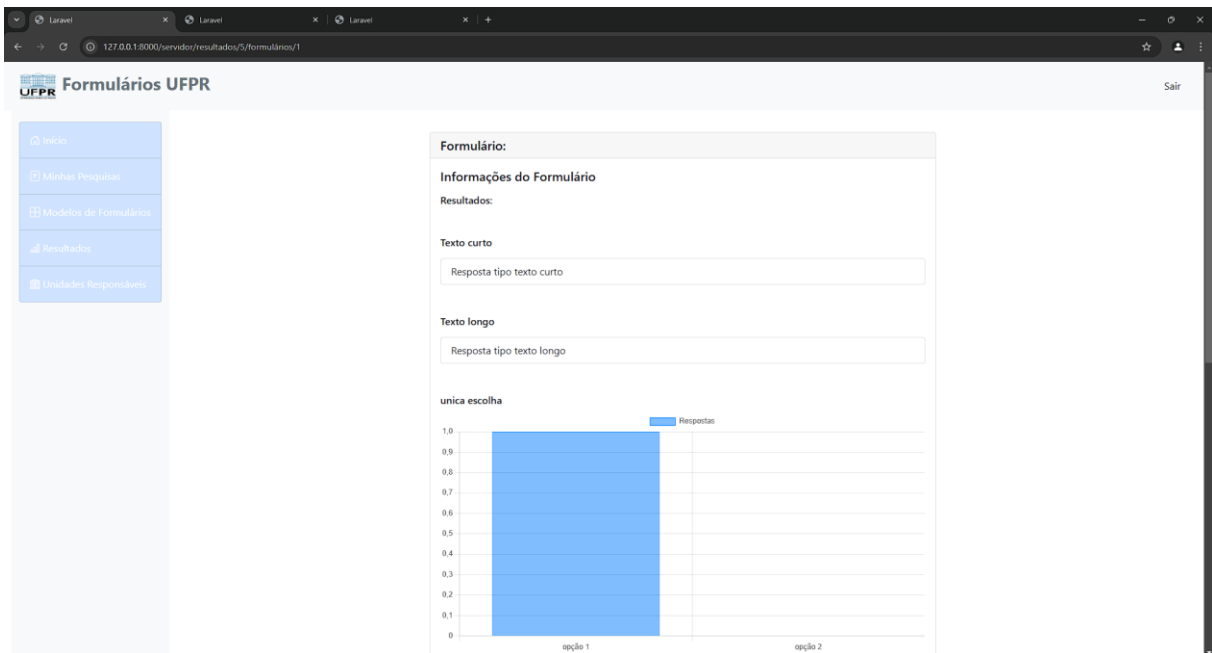 Laravel
Laravel
Laravel
127.0.0.1:8000/servidor/resultados/5/formulários/1
UFPR
Formulários UFPR
Sair
Início
Minhas Pesquisas
Modelos de Formulários
Resultados
Unidades Responsáveis
Formulário:
Informações do Formulário
Resultados:
Texto curto
Resposta tipo texto curto
Texto longo
Resposta tipo texto longo
unica escolha
Respostas
1,0
0,9
0,8
0,7
0,6
0,5
0,4
0,3
0,2
0,1
0
opção 1 opção 2